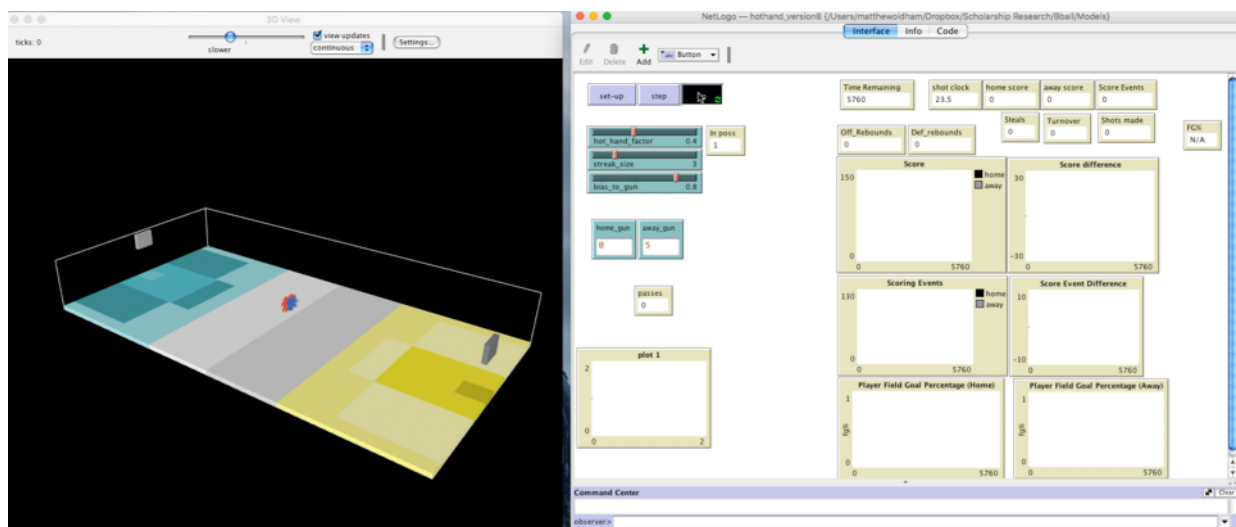 3D View
ticks: 0
slower
view updates
continuous
Settings...
NetLogo — hothand_version8 {/Users/matthewoldham/Dropbox/Scholarship Research/Bball/Models}
Interface Info Code
Edit Delete Add
abc Button
set-up step
hot_hand_factor 0.4
streak_size 3
bias_to_gun 0.8
In poss
1
home_gun away_gun
0 5
passes
0
plot 1
2
0
0 2
Time Remaining shot clock home score away score Score Events
5760 23.5 0 0 0
Steals Turnover Shots made
0 0 0
FG%
N/A
Off_Rebounds Def_rebounds
0 0
Score
150
0
0 5760
home
away
Score difference
30
-30
0 5760
Scoring Events
130
0
0 5760
home
away
Score Event Difference
10
-10
0 5760
Player Field Goal Percentage (Home)
1
fg%
0
0 5760
Player Field Goal Percentage (Away)
1
fg%
0
0 5760
Command Center
Clear
observer>